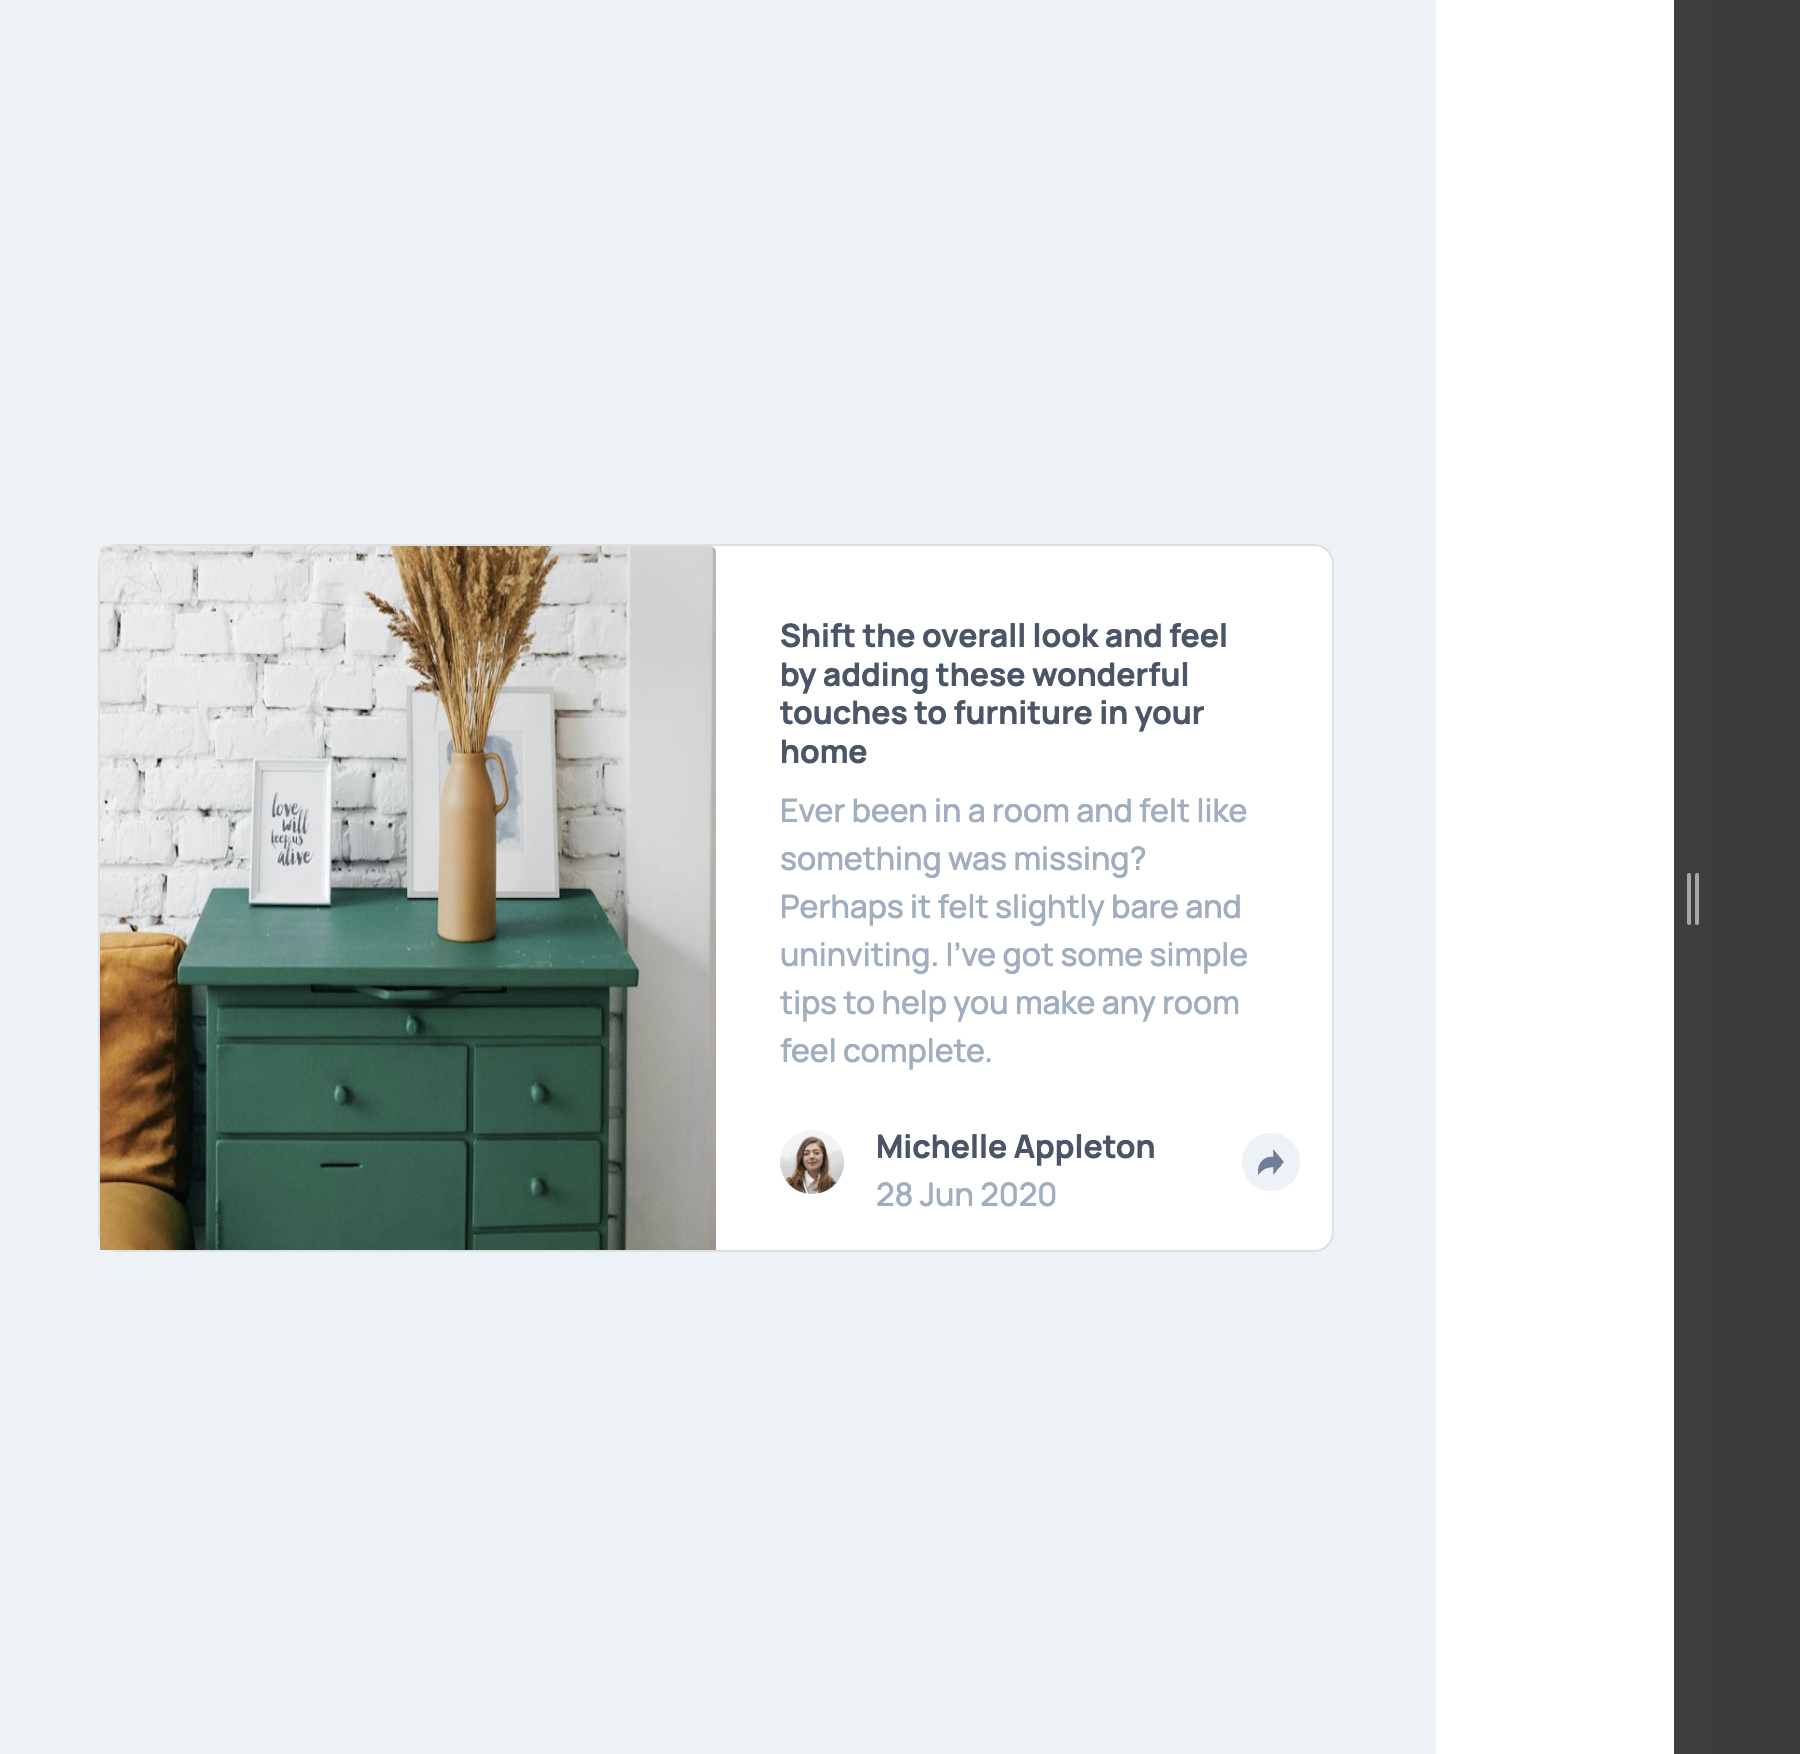 love
will
keep us
alive
Shift the overall look and feel
by adding these wonderful
touches to furniture in your
home
Ever been in a room and felt like
something was missing?
Perhaps it felt slightly bare and
uninviting. I’ve got some simple
tips to help you make any room
feel complete.
Michelle Appleton
28 Jun 2020